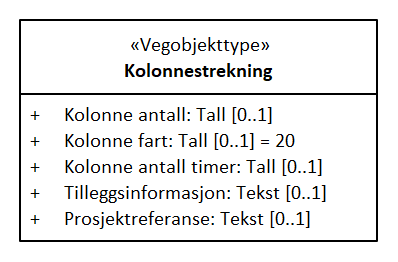 «Vegobjekttype»
Kolonnestrekning
+ Kolonne antall: Tall [0..1]
+ Kolonne fart: Tall [0..1] = 20
+ Kolonne antall timer: Tall [0..1]
+ Tilleggsinformasjon: Tekst [0..1]
+ Prosjektreferanse: Tekst [0..1]